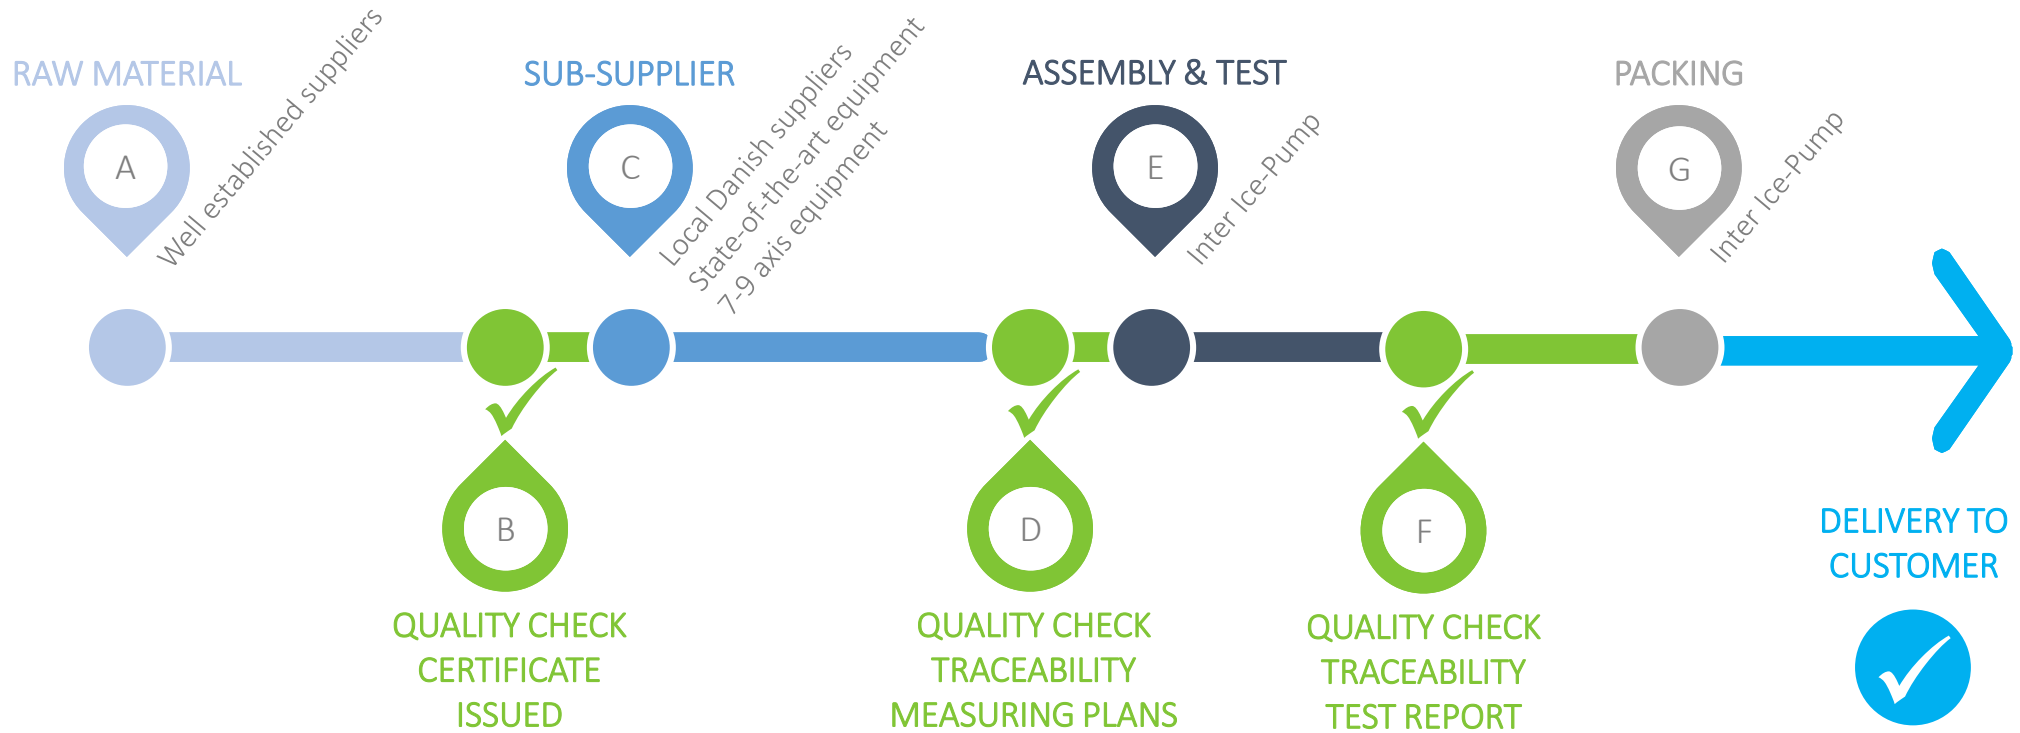 RAW MATERIAL
A
Well established suppliers
SUB-SUPPLIER
C
Local Danish suppliers
State-of-the-art equipment
7-9 axis equipment
ASSEMBLY & TEST
E
Inter Ice-Pump
PACKING
G
Inter Ice-Pump
B
QUALITY CHECK
CERTIFICATE
ISSUED
D
QUALITY CHECK
TRACEABILITY
MEASURING PLANS
F
QUALITY CHECK
TRACEABILITY
TEST REPORT
DELIVERY TO
CUSTOMER